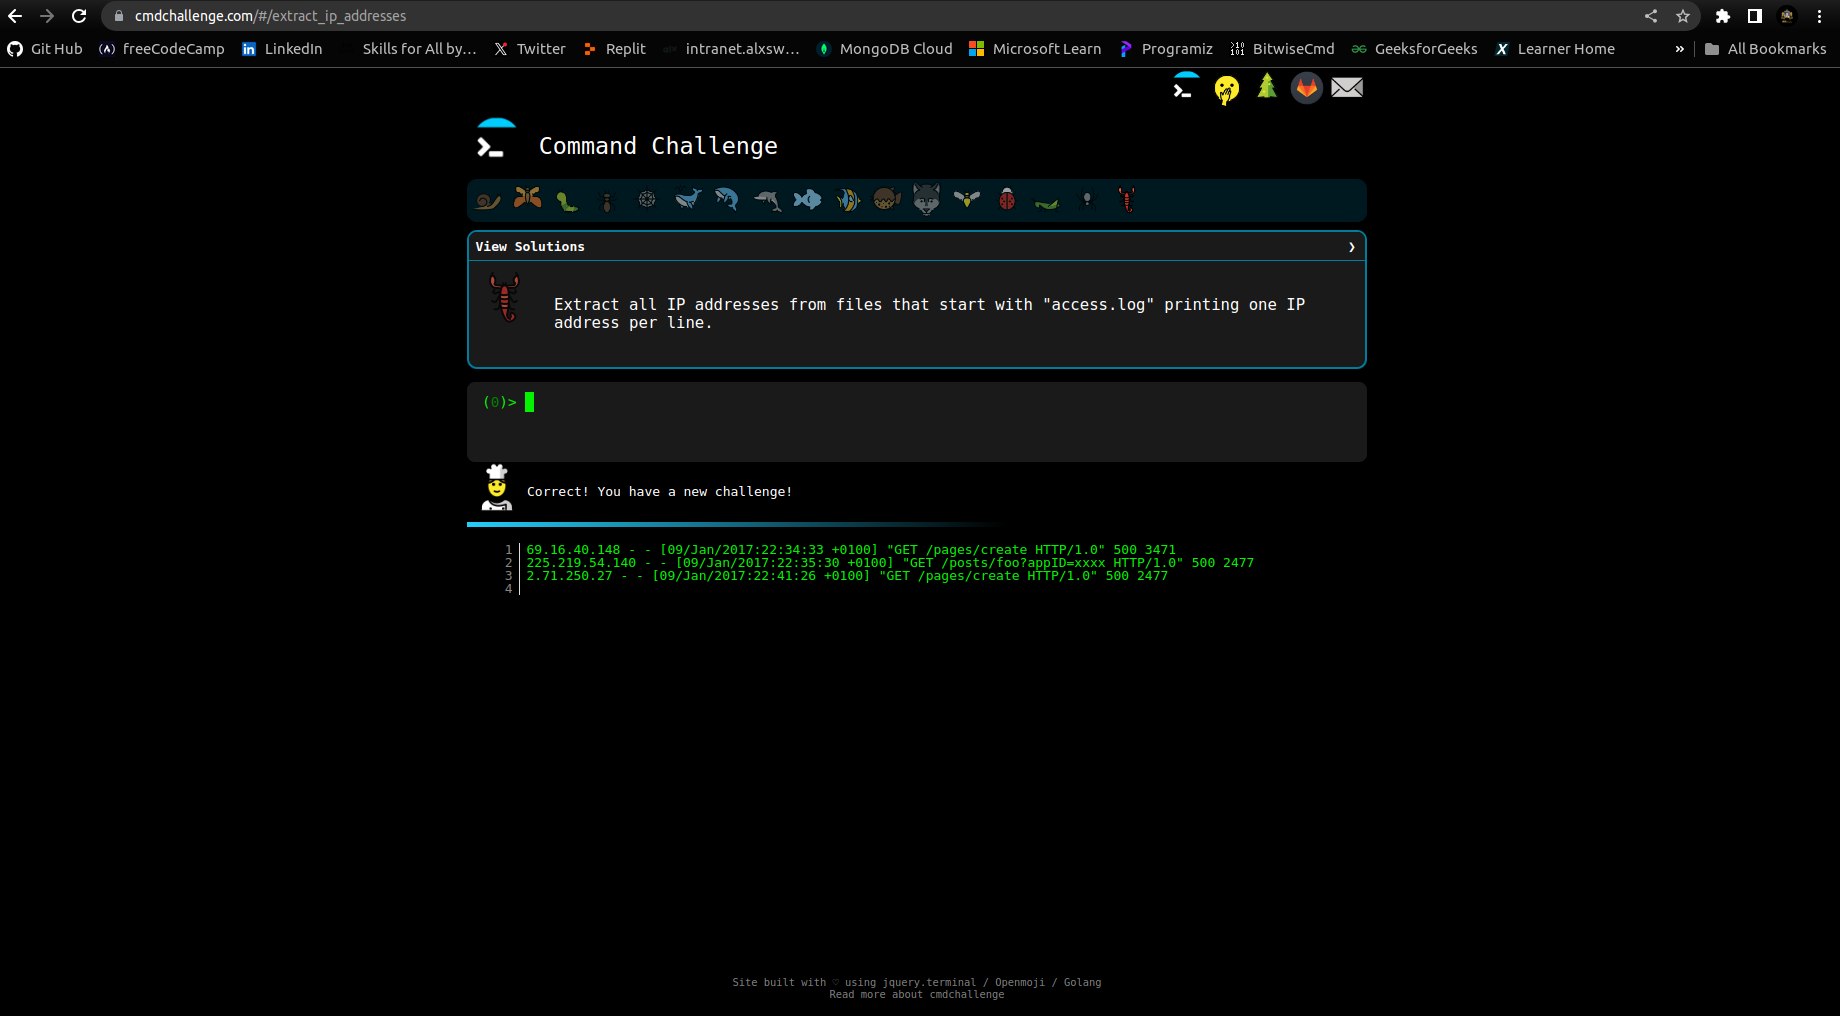 cmdchallenge.com/#/extract_ip_addresses
Git Hub freeCodeCamp LinkedIn Skills for All by... Twitter Replit intranet.alxsw... MongoDB Cloud Microsoft Learn Programiz BitwiseCmd GeeksforGeeks Learner Home » All Bookmarks
Command Challenge
View Solutions ❯
Extract all IP addresses from files that start with "access.log" printing one IP
address per line.
(0)>
Correct! You have a new challenge!
1 69.16.40.148 - - [09/Jan/2017:22:34:33 +0100] "GET /pages/create HTTP/1.0" 500 3471
2 225.219.54.140 - - [09/Jan/2017:22:35:30 +0100] "GET /posts/foo?appID=xxxx HTTP/1.0" 500 2477
3 2.71.250.27 - - [09/Jan/2017:22:41:26 +0100] "GET /pages/create HTTP/1.0" 500 2477
4
Site built with ♡ using jquery.terminal / Openmoji / Golang
Read more about cmdchallenge